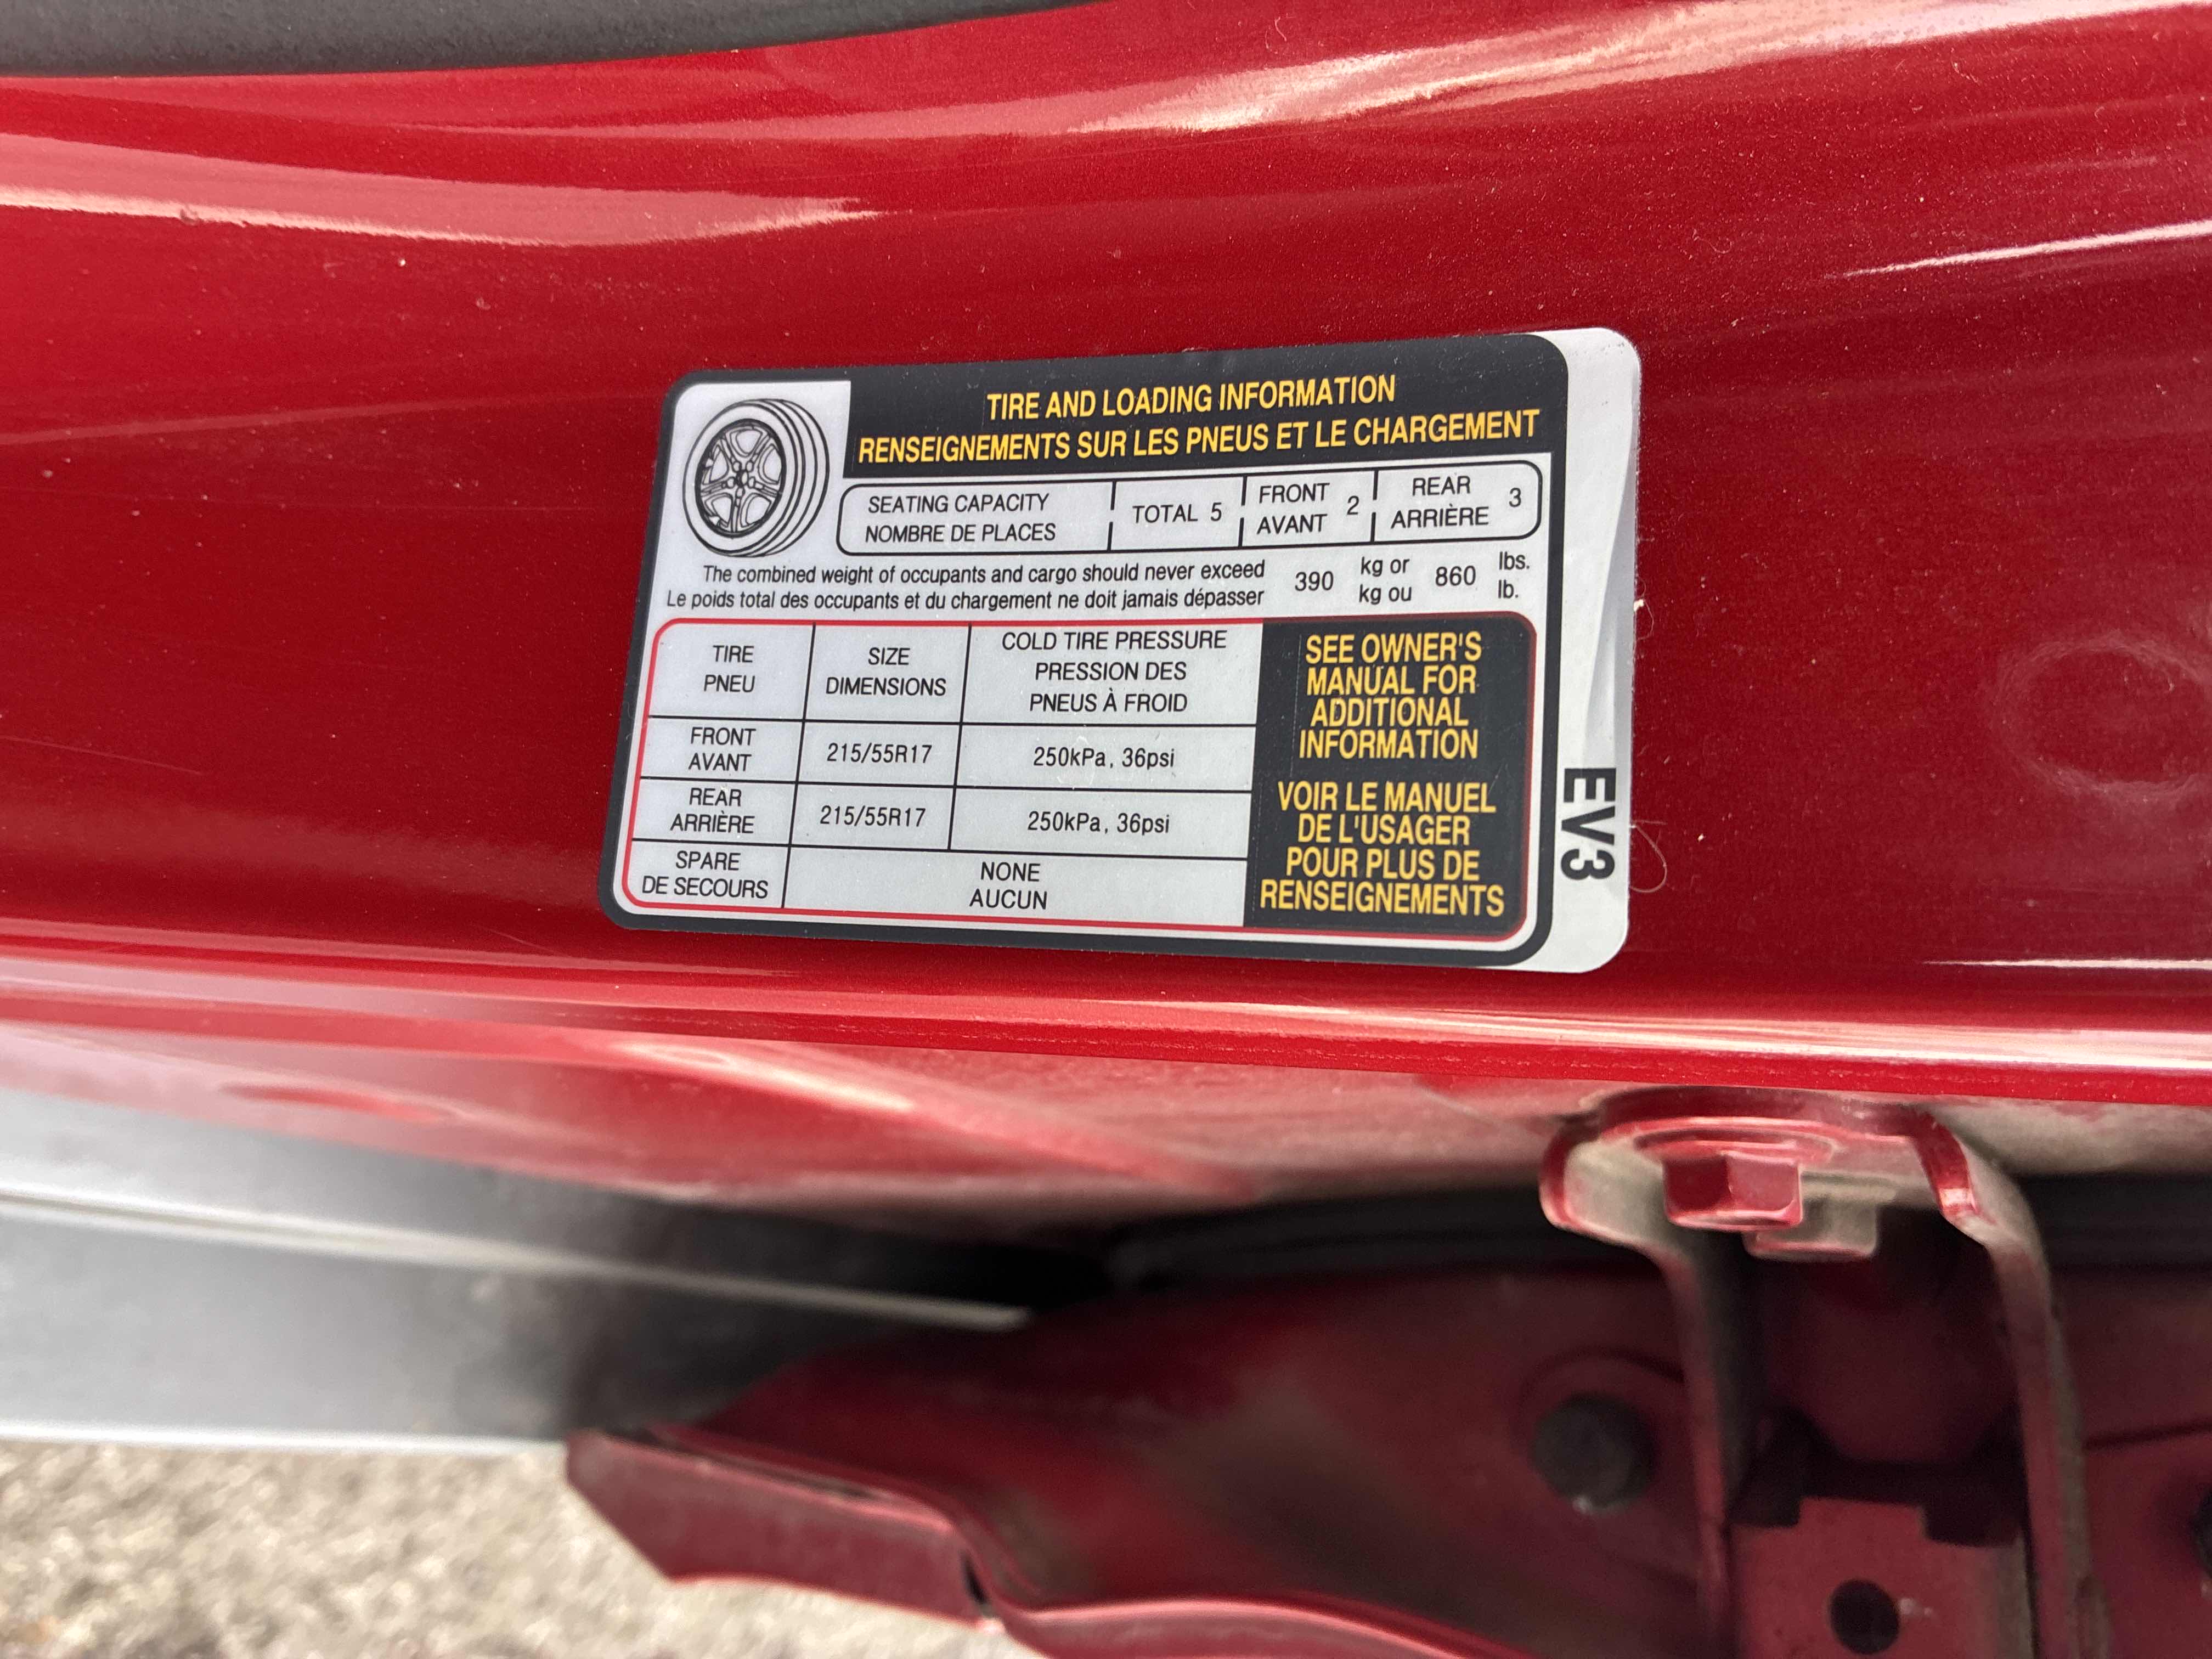 TIRE AND LOADING INFORMATION
RENSEIGNEMENTS SUR LES PNEUS ET LE CHARGEMENT
SEATING CAPACITY
NOMBRE DE PLACES
TOTAL 5
FRONT
AVANT
2
REAR
ARRIÈRE
3
The combined weight of occupants and cargo should never exceed
Le poids total des occupants et du chargement ne doit jamais dépasser
390
kg or
kg ou
860
lbs.
lb.
TIRE
PNEU
SIZE
DIMENSIONS
COLD TIRE PRESSURE
PRESSION DES
PNEUS À FROID
FRONT
AVANT
215/55R17
250kPa, 36psi
REAR
ARRIÈRE
215/55R17
250kPa, 36psi
SPARE
DE SECOURS
NONE
AUCUN
SEE OWNER'S
MANUAL FOR
ADDITIONAL
INFORMATION
VOIR LE MANUEL
DE L'USAGER
POUR PLUS DE
RENSEIGNEMENTS
EV3